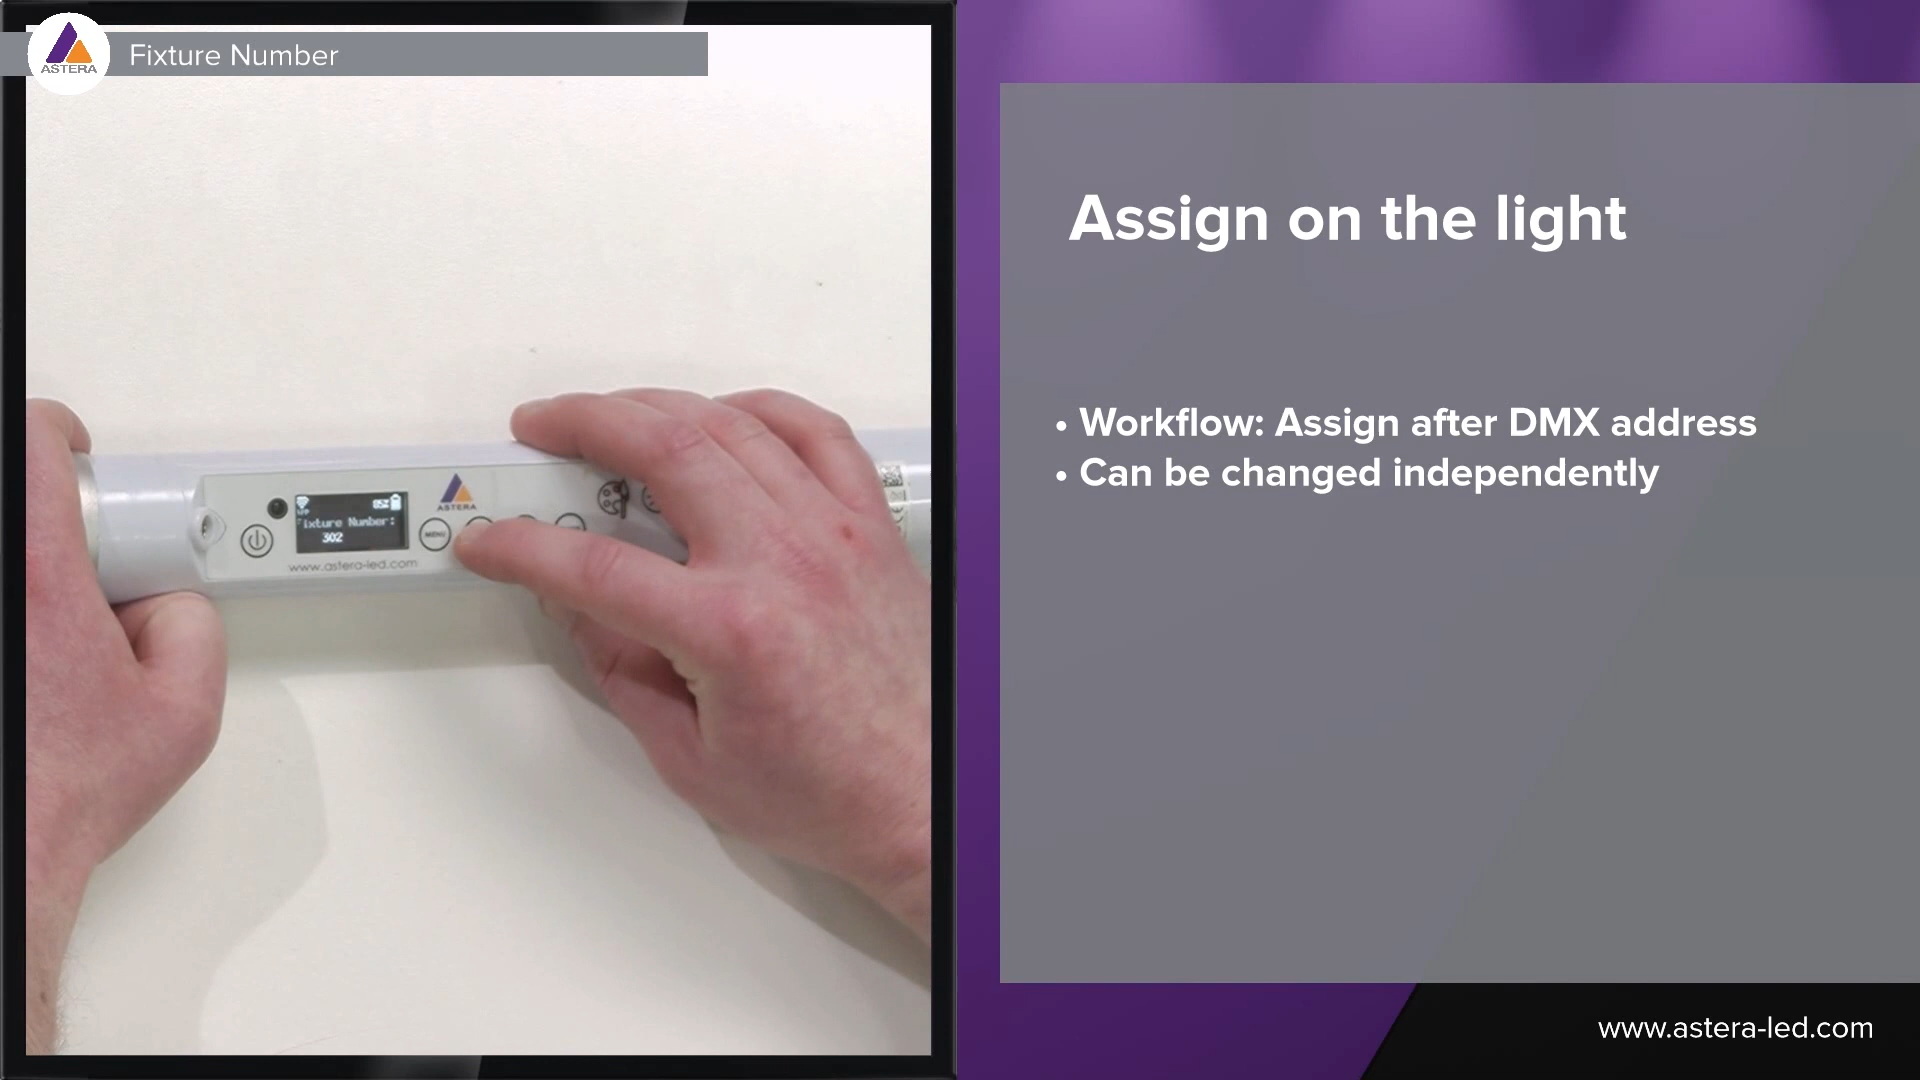 ASTERA
Fixture Number
Assign on the light
• Workflow: Assign after DMX address
• Can be changed independently
ASTERA
ixture Number:
302
MENU
www.astera-led.com
www.astera-led.com